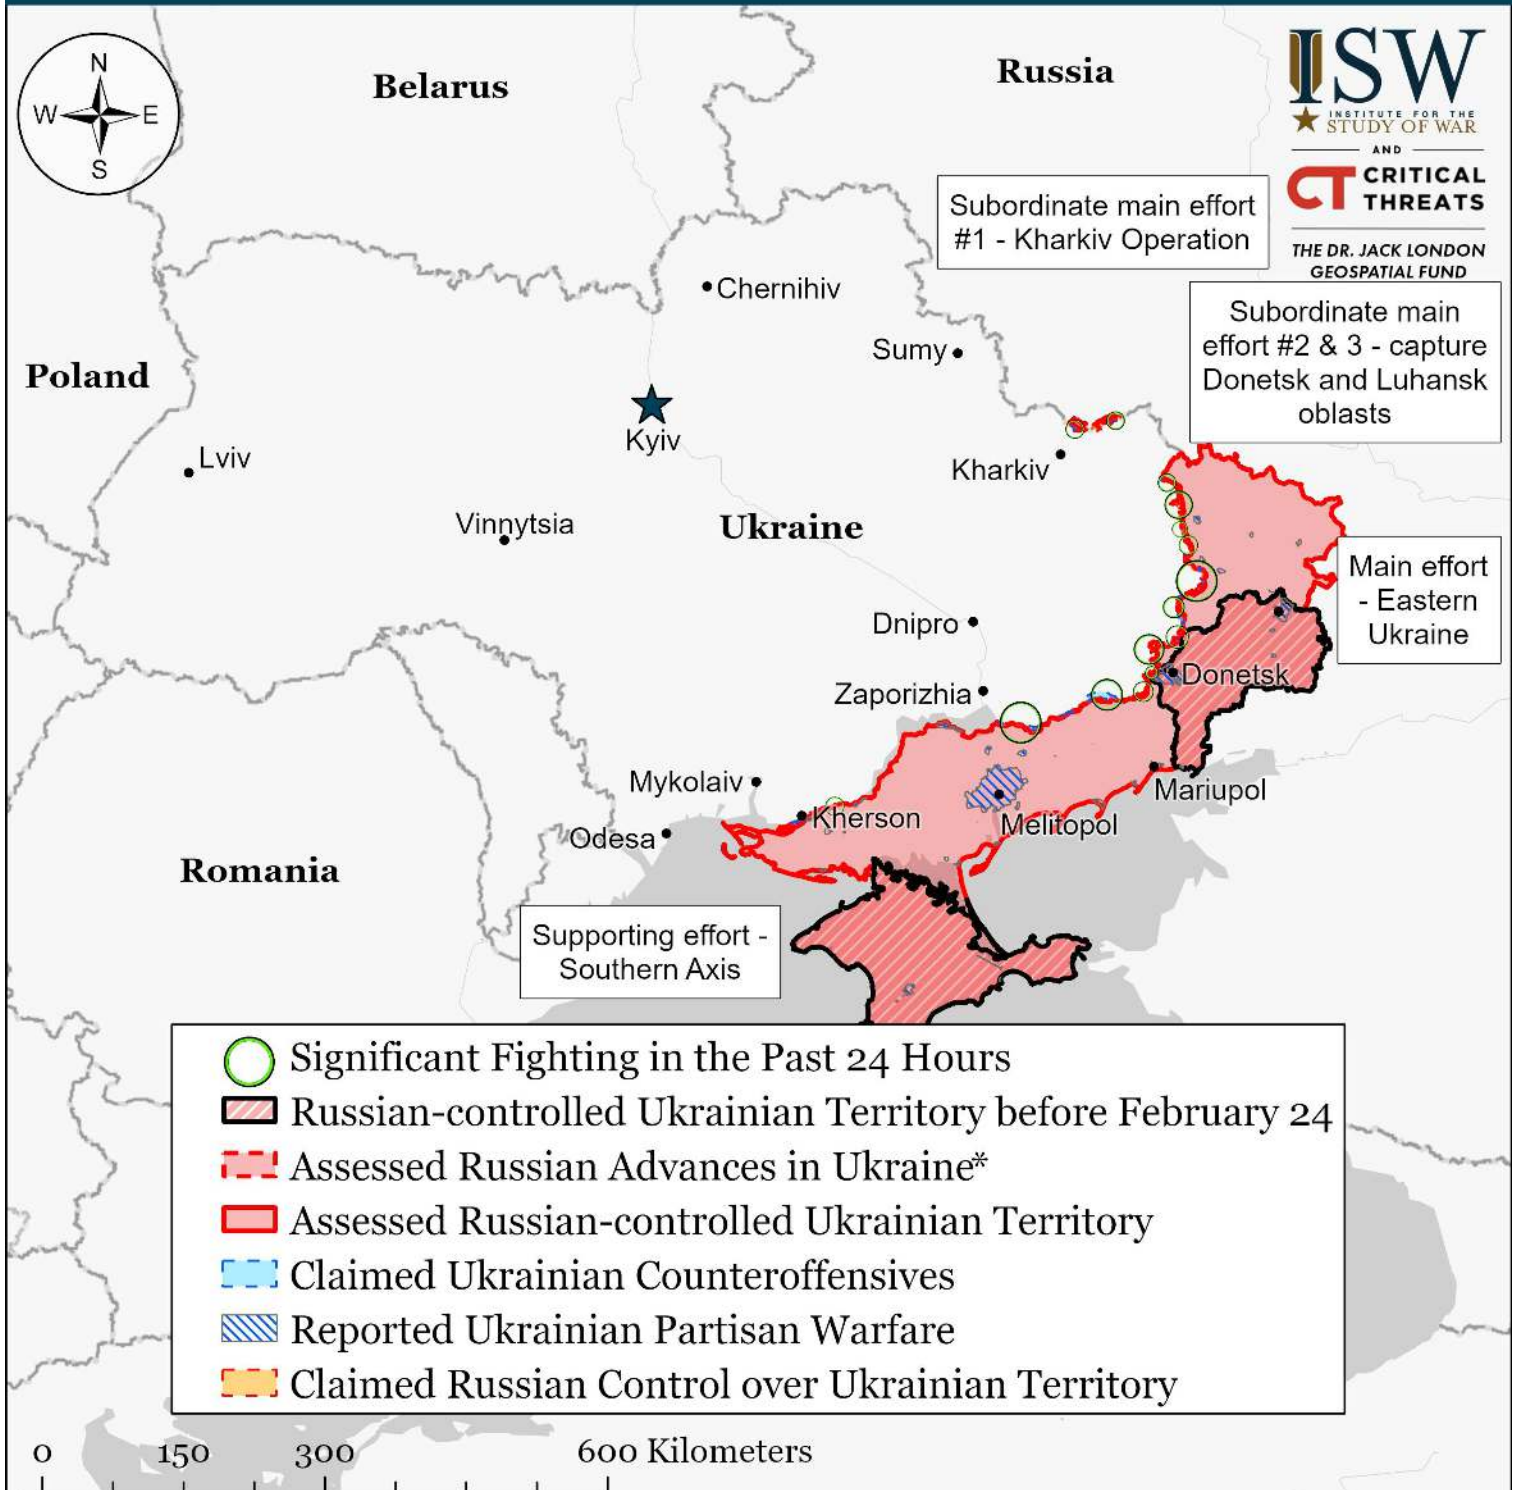 N
W
E
S
Belarus
Russia
ISW
INSTITUTE FOR THE
STUDY OF WAR
AND
CT CRITICAL
THREATS
THE DR. JACK LONDON
GEOSPATIAL FUND
Subordinate main effort
#1 - Kharkiv Operation
Subordinate main
effort #2 & 3 - capture
Donetsk and Luhansk
oblasts
Chernihiv
Sumy
Poland
Kyiv
Lviv
Kharkiv
Vinnytsia
Ukraine
Main effort
- Eastern
Ukraine
Dnipro
Donetsk
Zaporizhia
Mykolaiv
Mariupol
Kherson
Melitopol
Odesa
Romania
Supporting effort -
Southern Axis
Significant Fighting in the Past 24 Hours
Russian-controlled Ukrainian Territory before February 24
Assessed Russian Advances in Ukraine*
Assessed Russian-controlled Ukrainian Territory
Claimed Ukrainian Counteroffensives
Reported Ukrainian Partisan Warfare
Claimed Russian Control over Ukrainian Territory
0 150 300 600 Kilometers